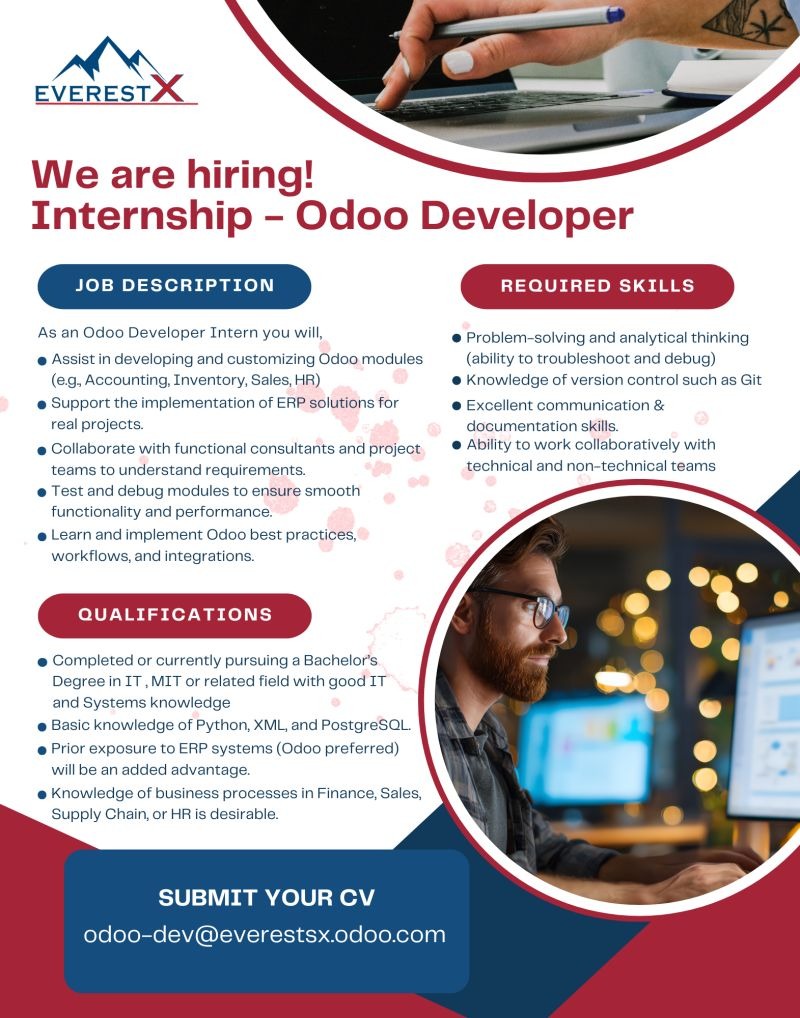 EVEREST X
We are hiring!
Internship - Odoo Developer
JOB DESCRIPTION
As an Odoo Developer Intern you will,
Assist in developing and customizing Odoo modules
(e.g., Accounting, Inventory, Sales, HR)
Support the implementation of ERP solutions for
real projects.
Collaborate with functional consultants and project
teams to understand requirements.
Test and debug modules to ensure smooth
functionality and performance.
Learn and implement Odoo best practices,
workflows, and integrations.
QUALIFICATIONS
Completed or currently pursuing a Bachelor's
Degree in IT , MIT or related field with good IT
and Systems knowledge
Basic knowledge of Python, XML, and PostgreSQL.
Prior exposure to ERP systems (Odoo preferred)
will be an added advantage.
Knowledge of business processes in Finance, Sales,
Supply Chain, or HR is desirable.
REQUIRED SKILLS
Problem-solving and analytical thinking
(ability to troubleshoot and debug)
Knowledge of version control such as Git
Excellent communication &
documentation skills.
Ability to work collaboratively with
technical and non-technical teams
SUBMIT YOUR CV
odoo-dev@everestsx.odoo.com